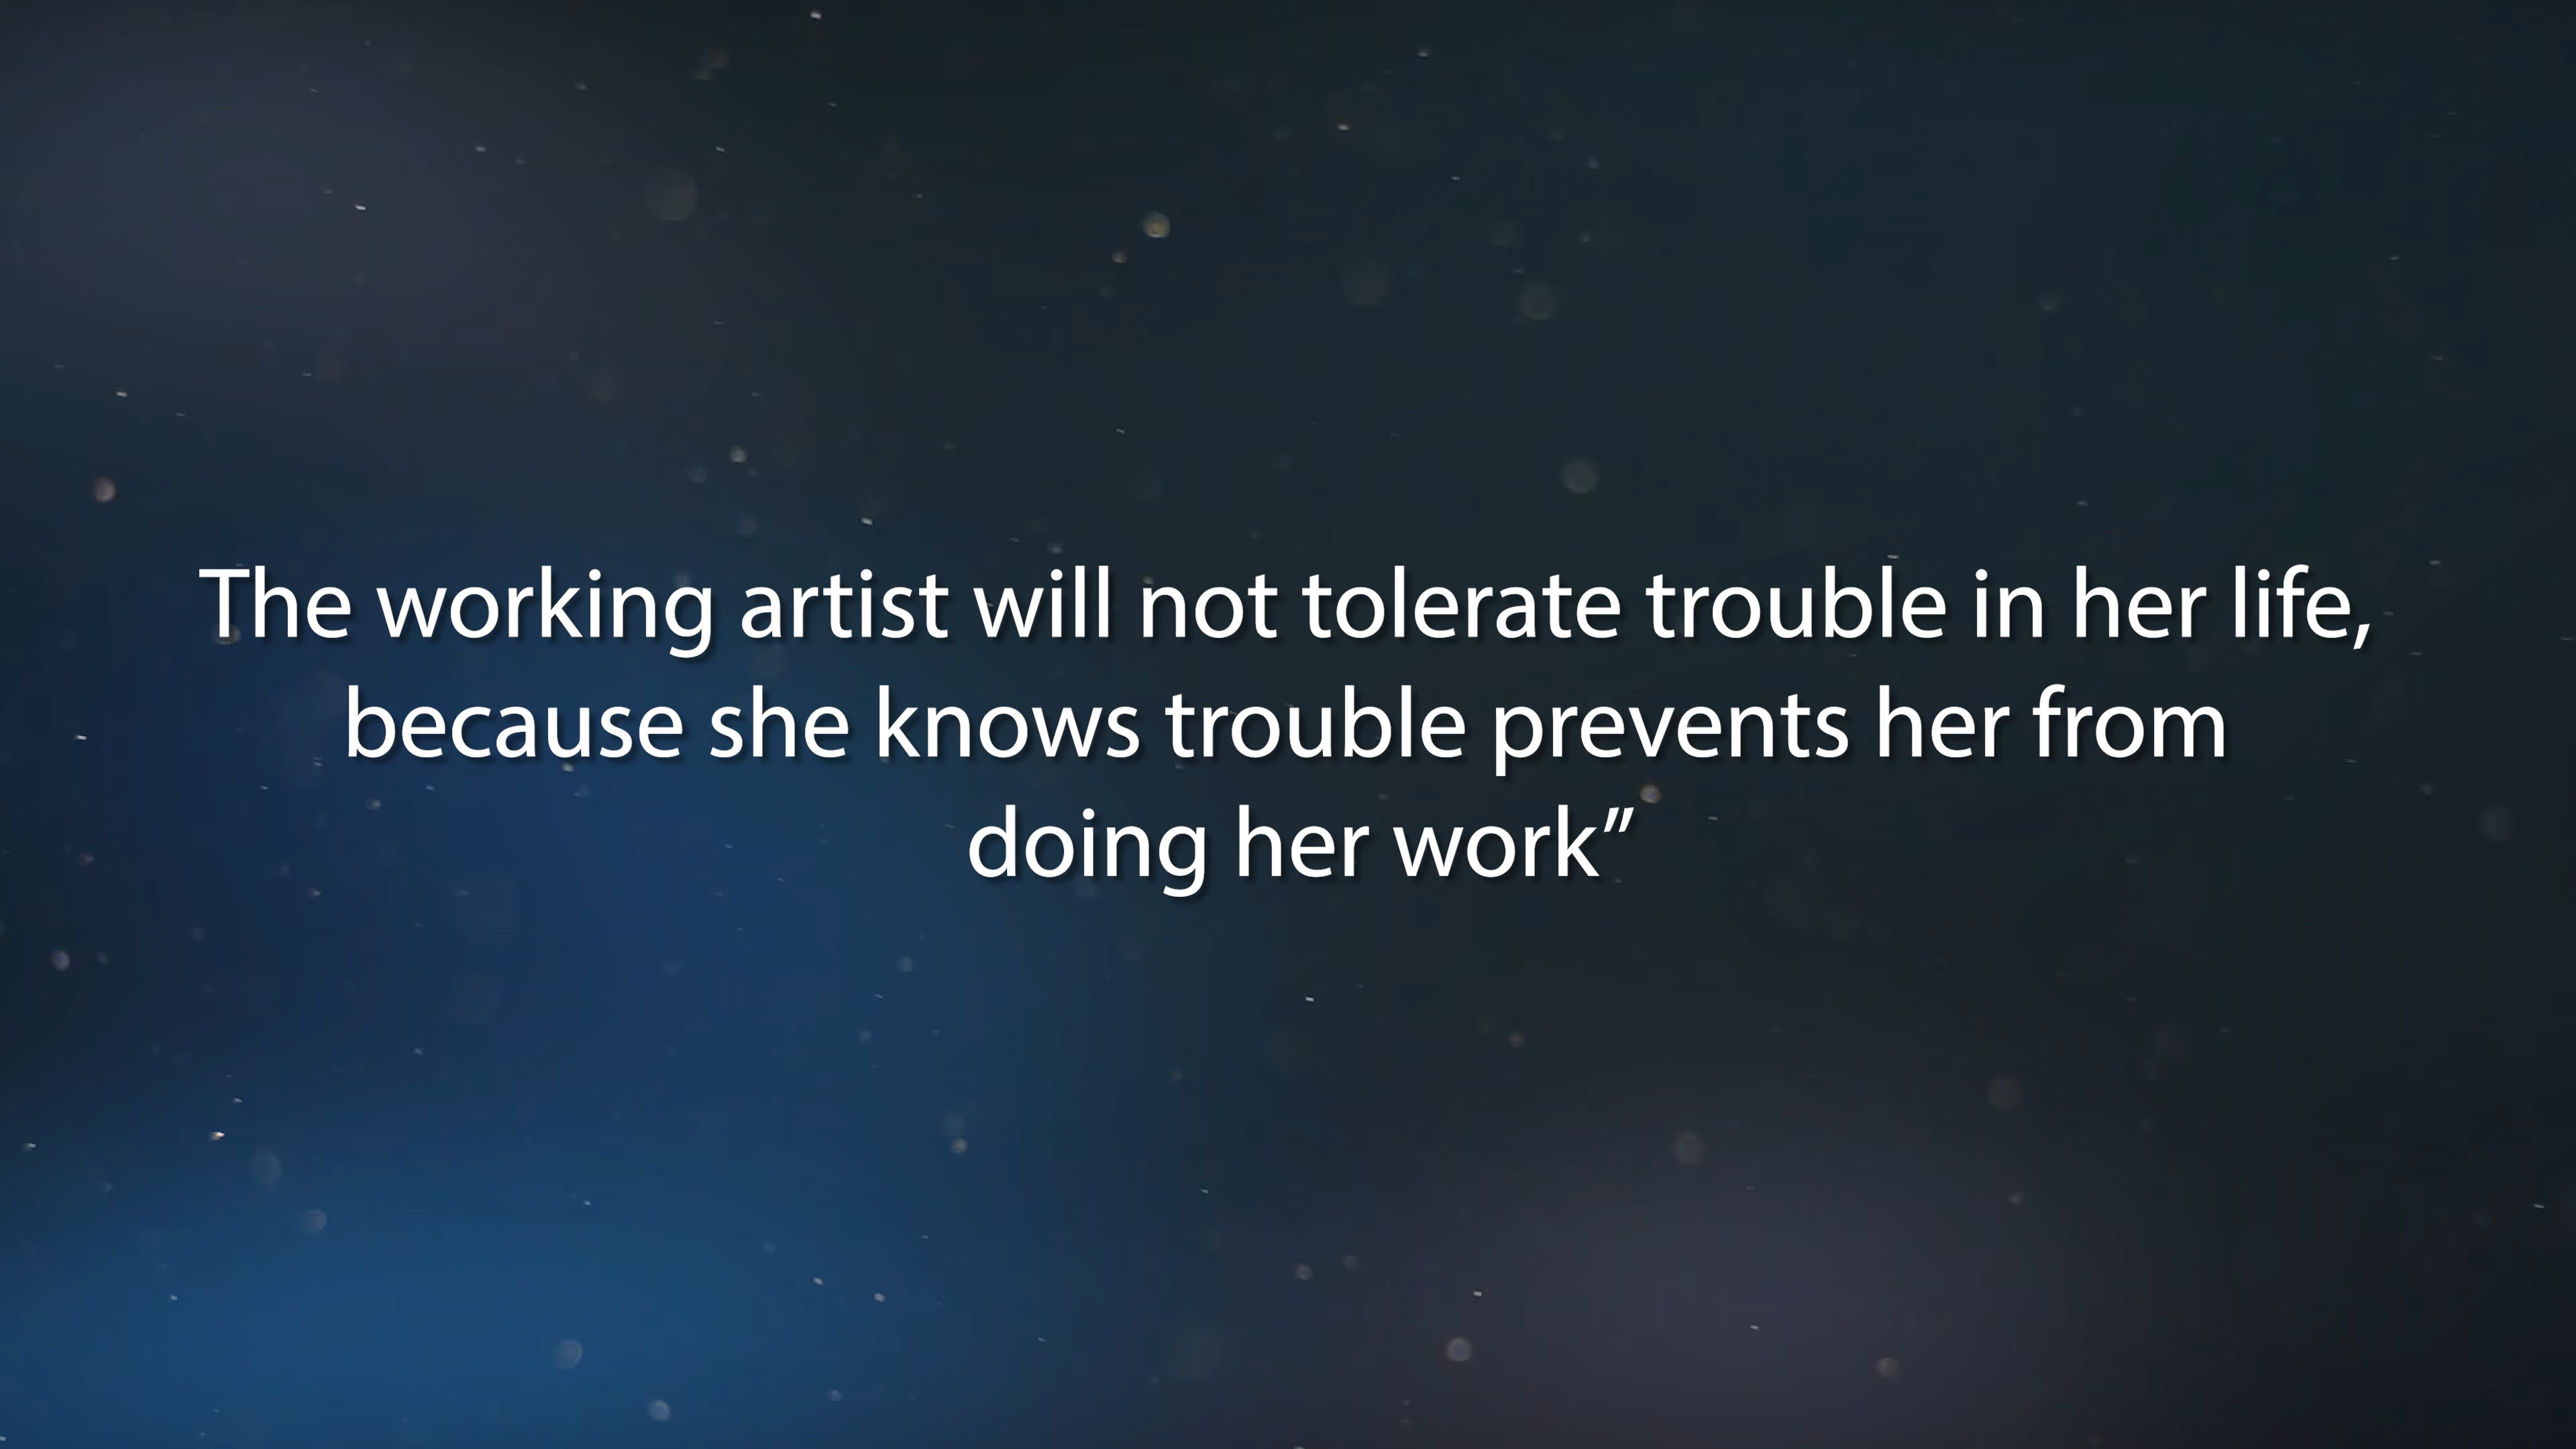 The working artist will not tolerate trouble in her life,
because she knows trouble prevents her from
doing her work”